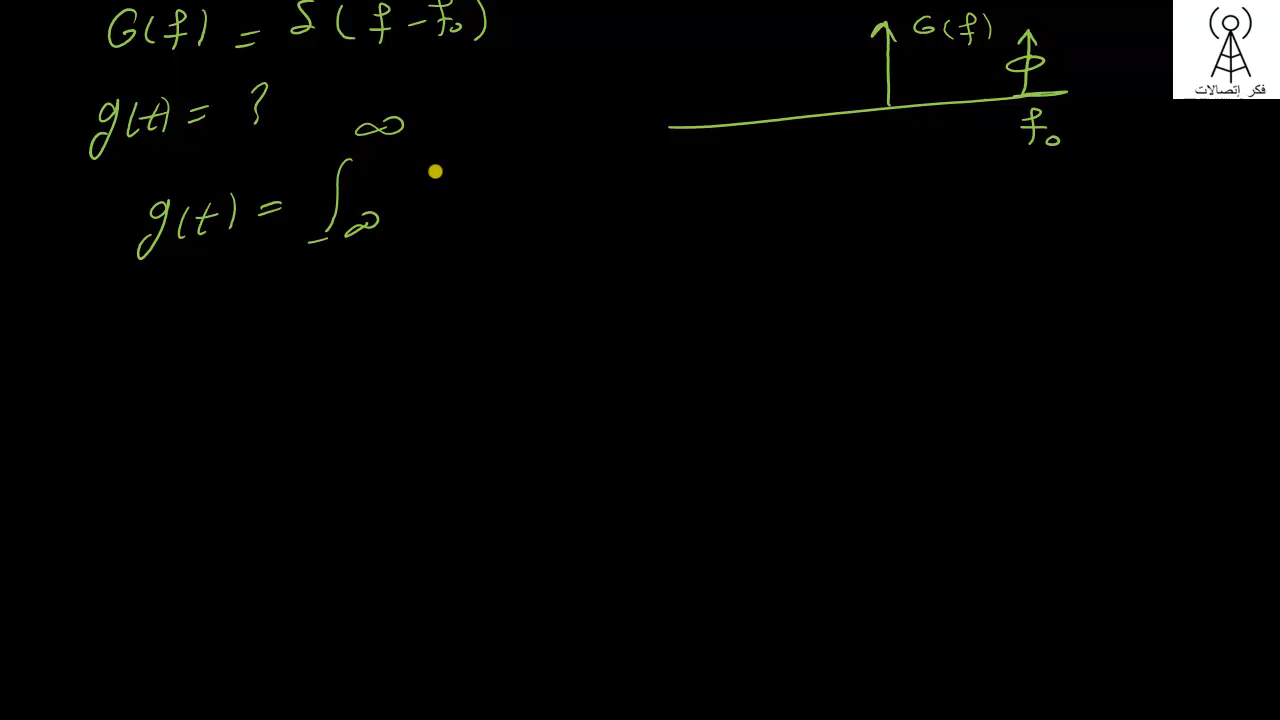 G(f) = δ(f - f₀)
g(t) = ?
g(t) = ∫_{-∞}^{∞}
G(f)
f₀
فكر إتصالات